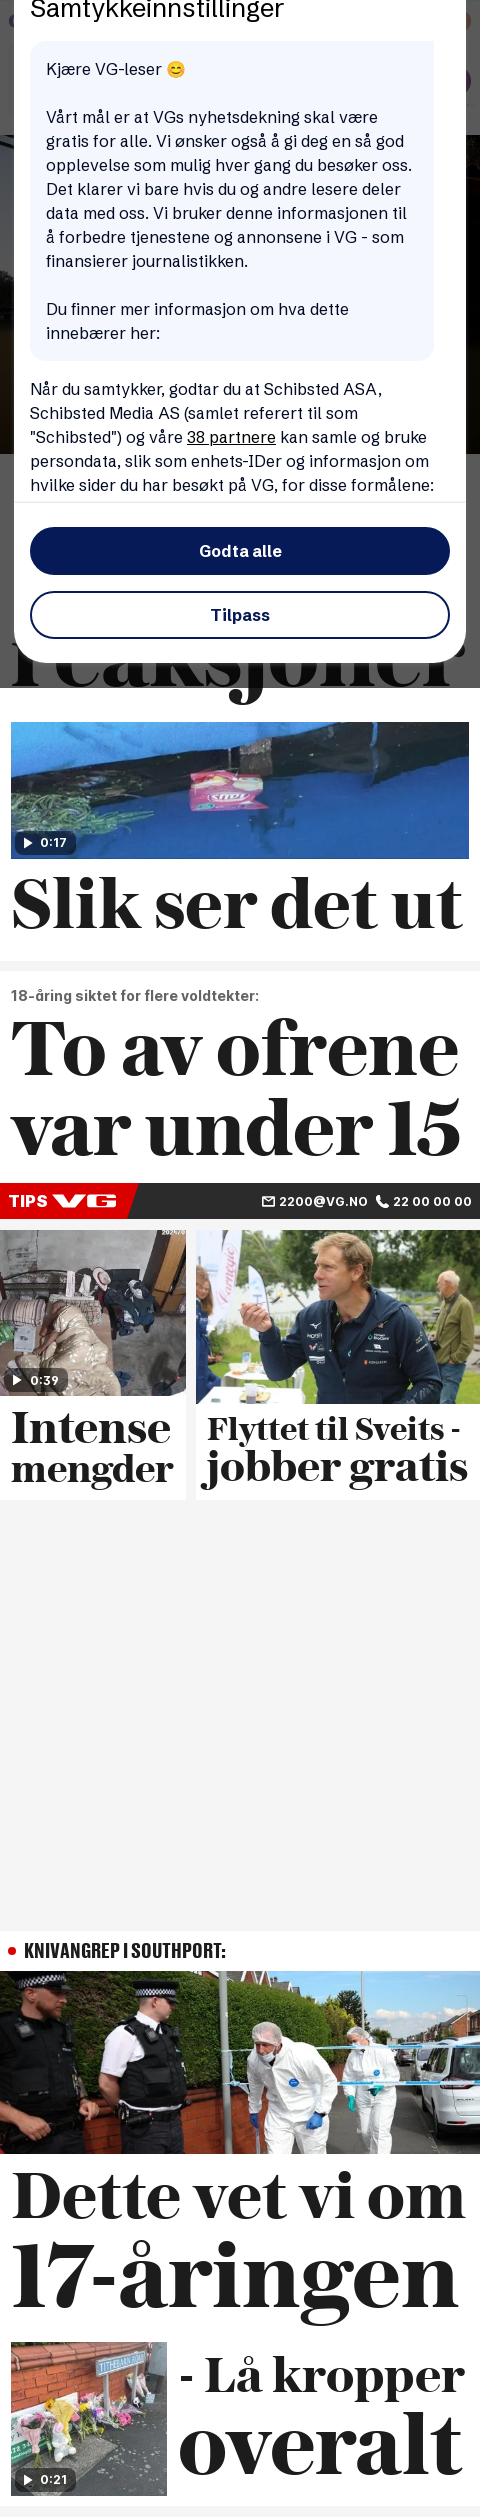 Samtykkeinnstillinger
Kjære VG-leser 😊
Vårt mål er at VGs nyhetsdekning skal være
gratis for alle. Vi ønsker også å gi deg en så god
opplevelse som mulig hver gang du besøker oss.
Det klarer vi bare hvis du og andre lesere deler
data med oss. Vi bruker denne informasjonen til
å forbedre tjenestene og annonsene i VG - som
finansierer journalistikken.
Du finner mer informasjon om hva dette
innebærer her:
Når du samtykker, godtar du at Schibsted ASA,
Schibsted Media AS (samlet referert til som
"Schibsted") og våre 38 partnere kan samle og bruke
persondata, slik som enhets-IDer og informasjon om
hvilke sider du har besøkt på VG, for disse formålene:
Godta alle
Tilpass
reaksjoner
0:17
Slik ser det ut
18-åring siktet for flere voldtekter:
To av ofrene
var under 15
TIPS VG
2200@VG.NO 22 00 00 00
0:39
Intense
mengder
Flyttet til Sveits -
jobber gratis
KNIVANGREP I SOUTHPORT:
Dette vet vi om
17-åringen
TITHEBARN ROAD
0:21
- Lå kropper
overalt